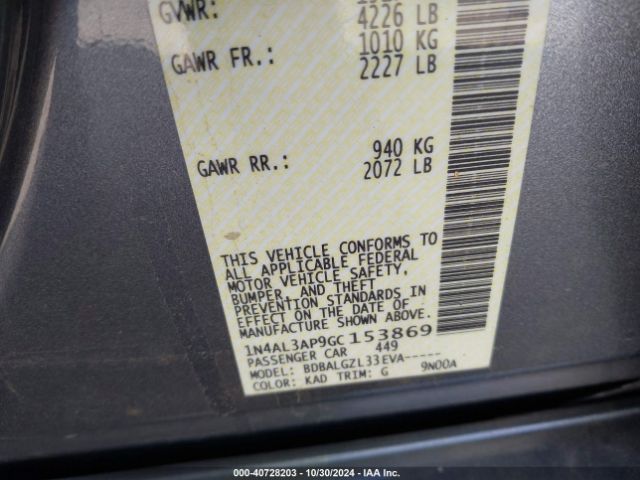 GVWR:
4226 LB
GAWR FR.: 1010 KG
2227 LB
GAWR RR.: 940 KG
2072 LB
THIS VEHICLE CONFORMS TO
ALL APPLICABLE FEDERAL
MOTOR VEHICLE SAFETY,
BUMPER, AND THEFT
PREVENTION STANDARDS IN
EFFECT ON THE DATE OF
MANUFACTURE SHOWN ABOVE.
1N4AL3AP9GC153869
PASSENGER CAR 449
MODEL: BDBALGZL33EVA-----
COLOR: KAD TRIM: G 9N00A
000-40728203 - 10/30/2024 - IAA Inc.